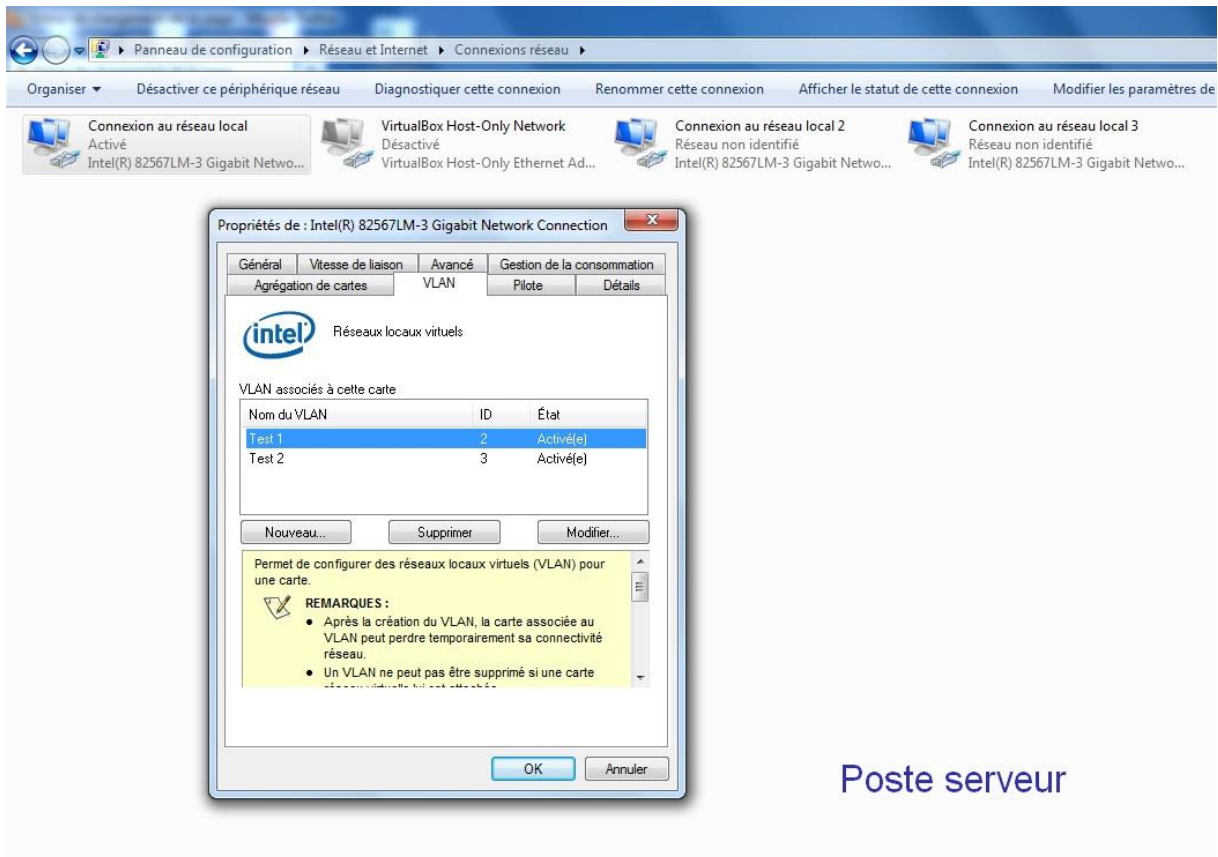 Panneau de configuration ▸ Réseau et Internet ▸ Connexions réseau ▸
Organiser ▾ Désactiver ce périphérique réseau Diagnostiquer cette connexion Renommer cette connexion Afficher le statut de cette connexion Modifier les paramètres de
Connexion au réseau local
Activé
Intel(R) 82567LM-3 Gigabit Netwo...
VirtualBox Host-Only Network
Désactivé
VirtualBox Host-Only Ethernet Ad...
Connexion au réseau local 2
Réseau non identifié
Intel(R) 82567LM-3 Gigabit Netwo...
Connexion au réseau local 3
Réseau non identifié
Intel(R) 82567LM-3 Gigabit Netwo...
Propriétés de : Intel(R) 82567LM-3 Gigabit Network Connection
Général Vitesse de liaison Avancé Gestion de la consommation
Agrégation de cartes VLAN Pilote Détails
intel Réseaux locaux virtuels
VLAN associés à cette carte
Nom du VLAN ID État
Test 1 2 Activé(e)
Test 2 3 Activé(e)
Nouveau... Supprimer Modifier...
Permet de configurer des réseaux locaux virtuels (VLAN) pour
une carte.
REMARQUES :
• Après la création du VLAN, la carte associée au
VLAN peut perdre temporairement sa connectivité
réseau.
• Un VLAN ne peut pas être supprimé si une carte
OK Annuler
Poste serveur